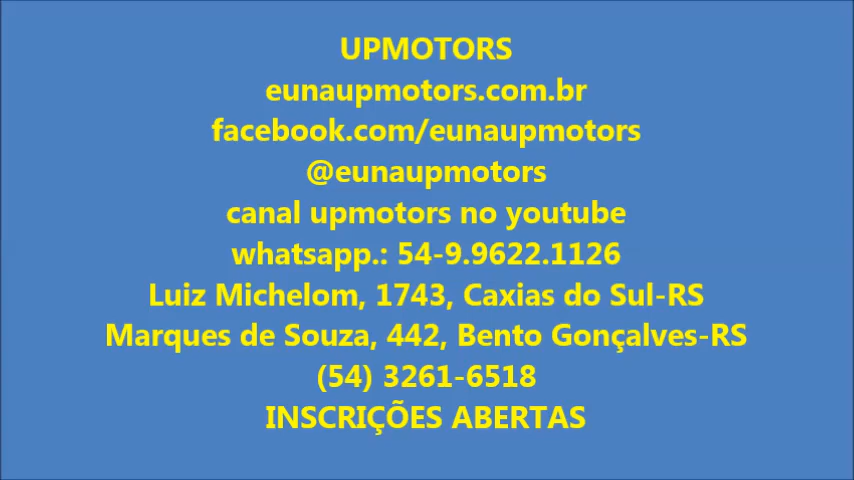 UPMOTORS
eunaupmotors.com.br
facebook.com/eunaupmotors
@eunaupmotors
canal upmotors no youtube
whatsapp.: 54-9.9622.1126
Luiz Michelom, 1743, Caxias do Sul-RS
Marques de Souza, 442, Bento Gonçalves-RS
(54) 3261-6518
INSCRIÇÕES ABERTAS